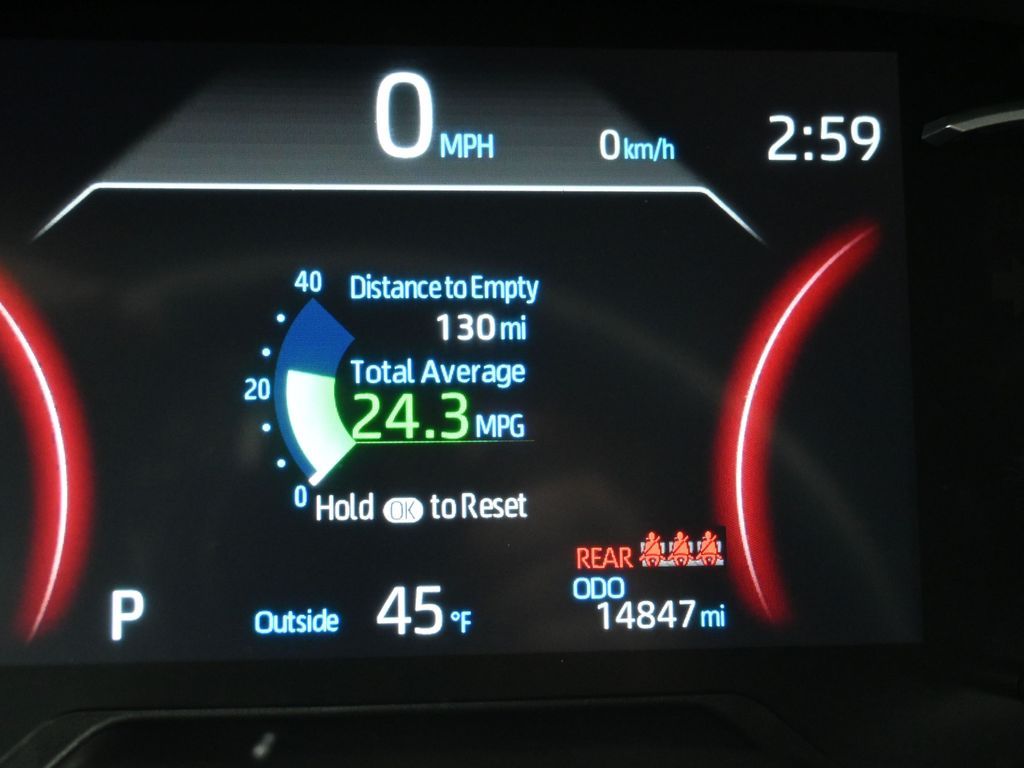 0 MPH 0 km/h 2:59
40
Distance to Empty
130 mi
Total Average
20
24.3 MPG
0
Hold OK to Reset
REAR
ODO
P Outside 45 °F 14847 mi